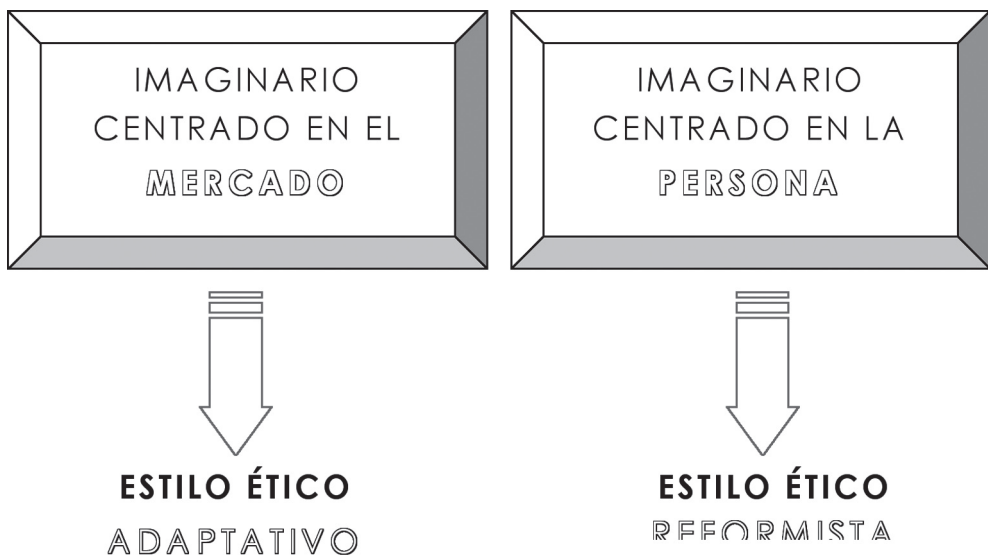 IMAGINARIO
CENTRADO EN EL
MERCADO
IMAGINARIO
CENTRADO EN LA
PERSONA
ESTILO ÉTICO
ADAPTATIVO
ESTILO ÉTICO
REFORMISTA